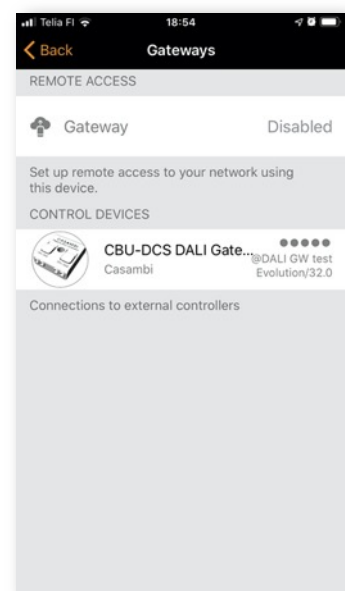 Telia FI 18:54
Back Gateways
REMOTE ACCESS
Gateway Disabled
Set up remote access to your network using
this device.
CONTROL DEVICES
CBU-DCS DALI Gate...
Casambi
@DALI GW test
Evolution/32.0
Connections to external controllers